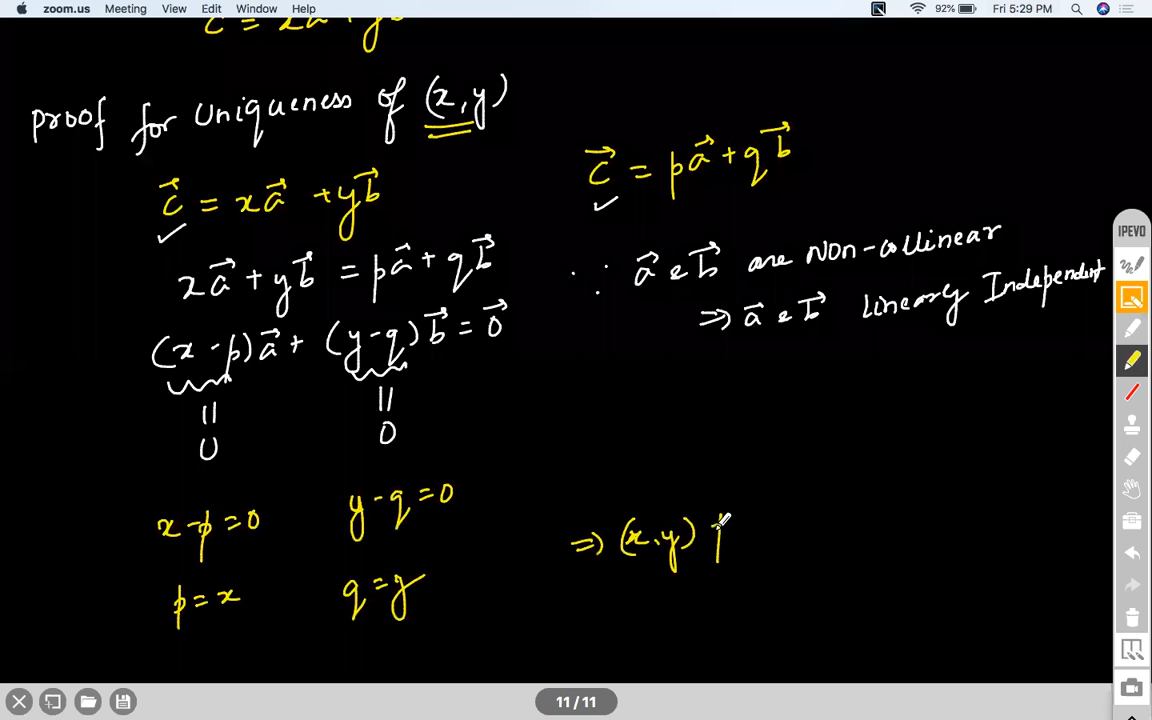 zoom.us Meeting View Edit Window Help 92% Fri 5:29 PM
Proof for Uniqueness of (x,y)
c⃗ = xa⃗ + yb⃗
c⃗ = pa⃗ + qb⃗
xa⃗ + yb⃗ = pa⃗ + qb⃗
(x-p)a⃗ + (y-q)b⃗ = 0⃗
∵ a⃗ & b⃗ are Non-collinear
⇒ a⃗ & b⃗ Linearly Independent
= =
0 0
x-p=0 y-q=0
p=x q=y
⇒ (x,y)
IPEVO
11/11